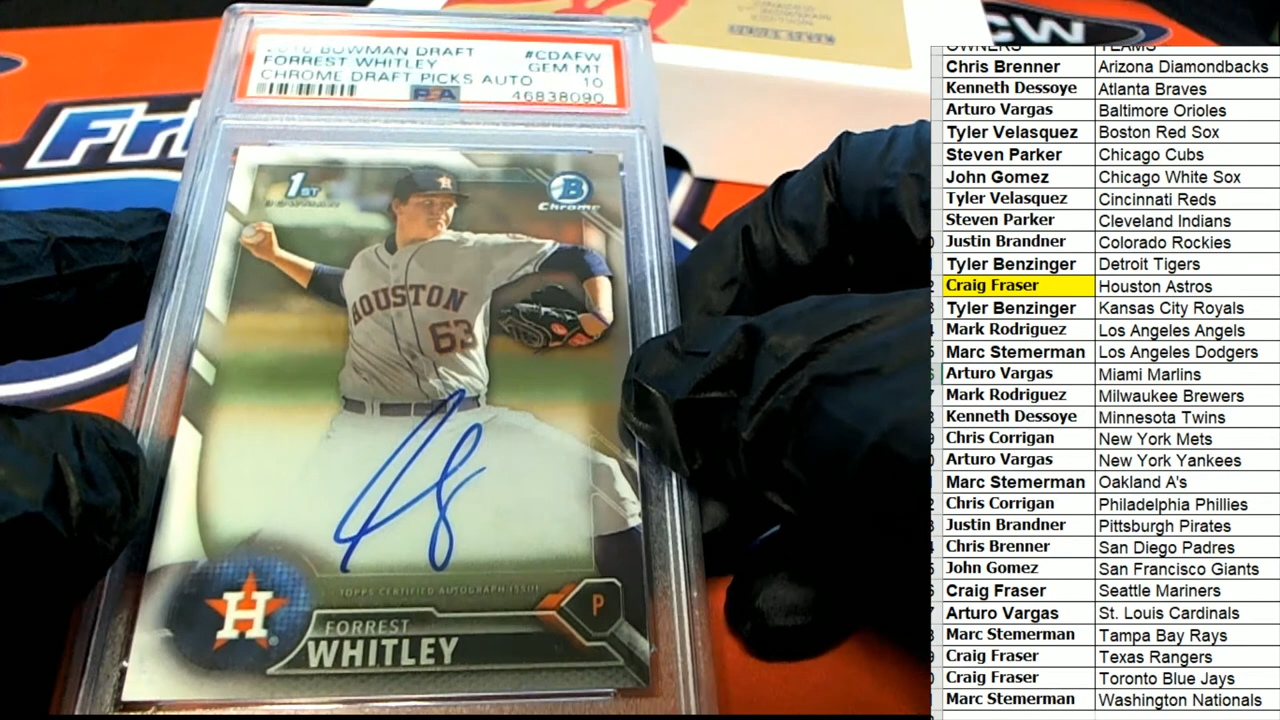 BOWMAN DRAFT #CDAFW
FORREST WHITLEY GEM MT
CHROME DRAFT PICKS AUTO 10
46838090
1ST
BOWMAN
B
Chrome
HOUSTON
63
TOPPS CERTIFIED AUTOGRAPH ISSUE
H
P
FORREST
WHITLEY
CW
OWNERS TEAMS
Chris Brenner Arizona Diamondbacks
Kenneth Dessoye Atlanta Braves
Arturo Vargas Baltimore Orioles
Tyler Velasquez Boston Red Sox
Steven Parker Chicago Cubs
John Gomez Chicago White Sox
Tyler Velasquez Cincinnati Reds
Steven Parker Cleveland Indians
Justin Brandner Colorado Rockies
Tyler Benzinger Detroit Tigers
Craig Fraser Houston Astros
Tyler Benzinger Kansas City Royals
Mark Rodriguez Los Angeles Angels
Marc Stemerman Los Angeles Dodgers
Arturo Vargas Miami Marlins
Mark Rodriguez Milwaukee Brewers
Kenneth Dessoye Minnesota Twins
Chris Corrigan New York Mets
Arturo Vargas New York Yankees
Marc Stemerman Oakland A's
Chris Corrigan Philadelphia Phillies
Justin Brandner Pittsburgh Pirates
Chris Brenner San Diego Padres
John Gomez San Francisco Giants
Craig Fraser Seattle Mariners
Arturo Vargas St. Louis Cardinals
Marc Stemerman Tampa Bay Rays
Craig Fraser Texas Rangers
Craig Fraser Toronto Blue Jays
Marc Stemerman Washington Nationals